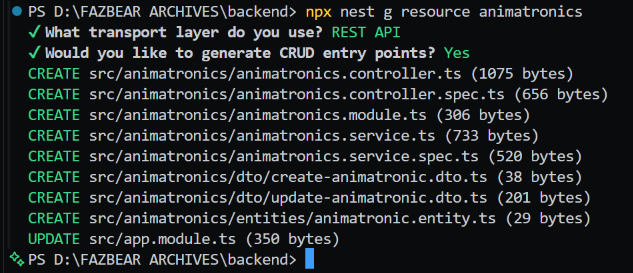 PS D:\FAZBEAR ARCHIVES\backend> npx nest g resource animatronics
✓ What transport layer do you use? REST API
✓ Would you like to generate CRUD entry points? Yes
CREATE src/animatronics/animatronics.controller.ts (1075 bytes)
CREATE src/animatronics/animatronics.controller.spec.ts (656 bytes)
CREATE src/animatronics/animatronics.module.ts (306 bytes)
CREATE src/animatronics/animatronics.service.ts (733 bytes)
CREATE src/animatronics/animatronics.service.spec.ts (520 bytes)
CREATE src/animatronics/dto/create-animatronic.dto.ts (38 bytes)
CREATE src/animatronics/dto/update-animatronic.dto.ts (201 bytes)
CREATE src/animatronics/entities/animatronic.entity.ts (29 bytes)
UPDATE src/app.module.ts (350 bytes)
PS D:\FAZBEAR ARCHIVES\backend>